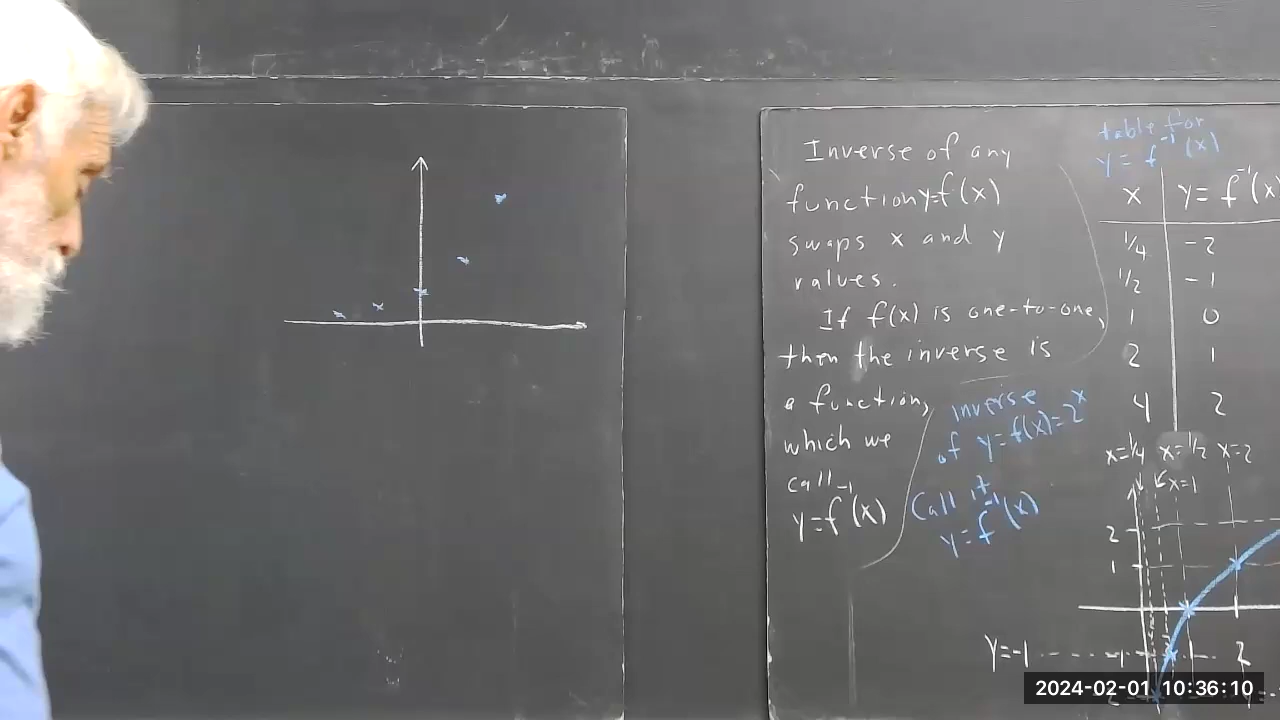 Inverse of any
function y=f(x)
swaps x and y
values.
If f(x) is one-to-one,
then the inverse is
a function,
which we
call
y=f⁻¹(x)
inverse
of y=f(x)=2ˣ
Call it
y=f⁻¹(x)
table for
y=f⁻¹(x)
x y=f⁻¹(x)
1/4 -2
1/2 -1
1 0
2 1
4 2
x=1/4 x=1/2 x=2
x=1
2
1
y=-1 -1 1 2
2024-02-01 10:36:10